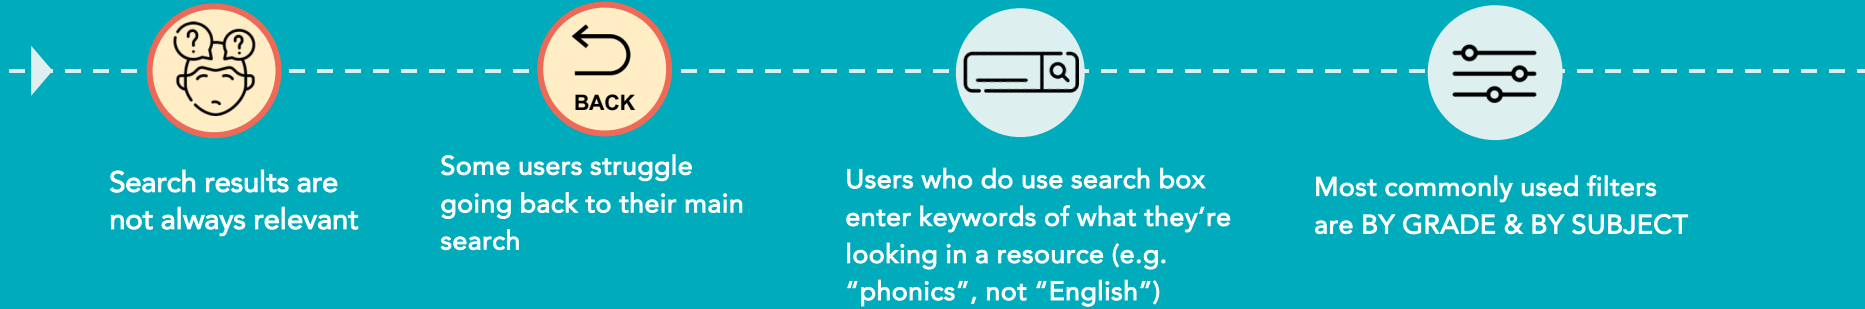 ? ?
Search results are
not always relevant
BACK
Some users struggle
going back to their main
search
Users who do use search box
enter keywords of what they’re
looking in a resource (e.g.
“phonics”, not “English”)
Most commonly used filters
are BY GRADE & BY SUBJECT